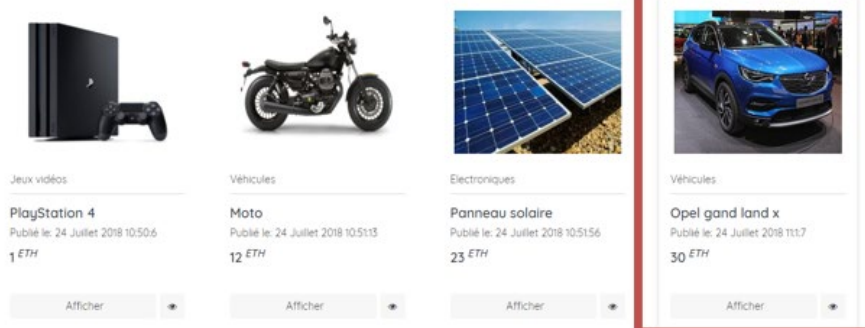 Jeux vidéos
PlayStation 4
Publié le: 24 Juillet 2018 10:50:6
1 ETH
Afficher
Véhicules
Moto
Publié le: 24 Juillet 2018 10:51:13
12 ETH
Afficher
Electroniques
Panneau solaire
Publié le: 24 Juillet 2018 10:51:56
23 ETH
Afficher
Véhicules
Opel gand land x
Publié le: 24 Juillet 2018 11:1:7
30 ETH
Afficher